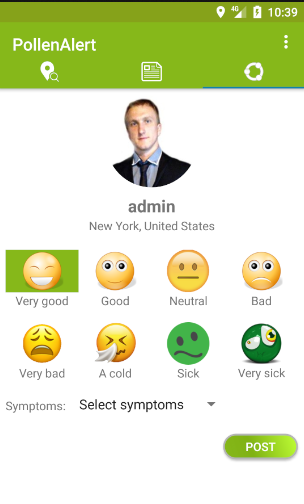 4G 10:39
PollenAlert
admin
New York, United States
Very good Good Neutral Bad
Very bad A cold Sick Very sick
Symptoms: Select symptoms
POST